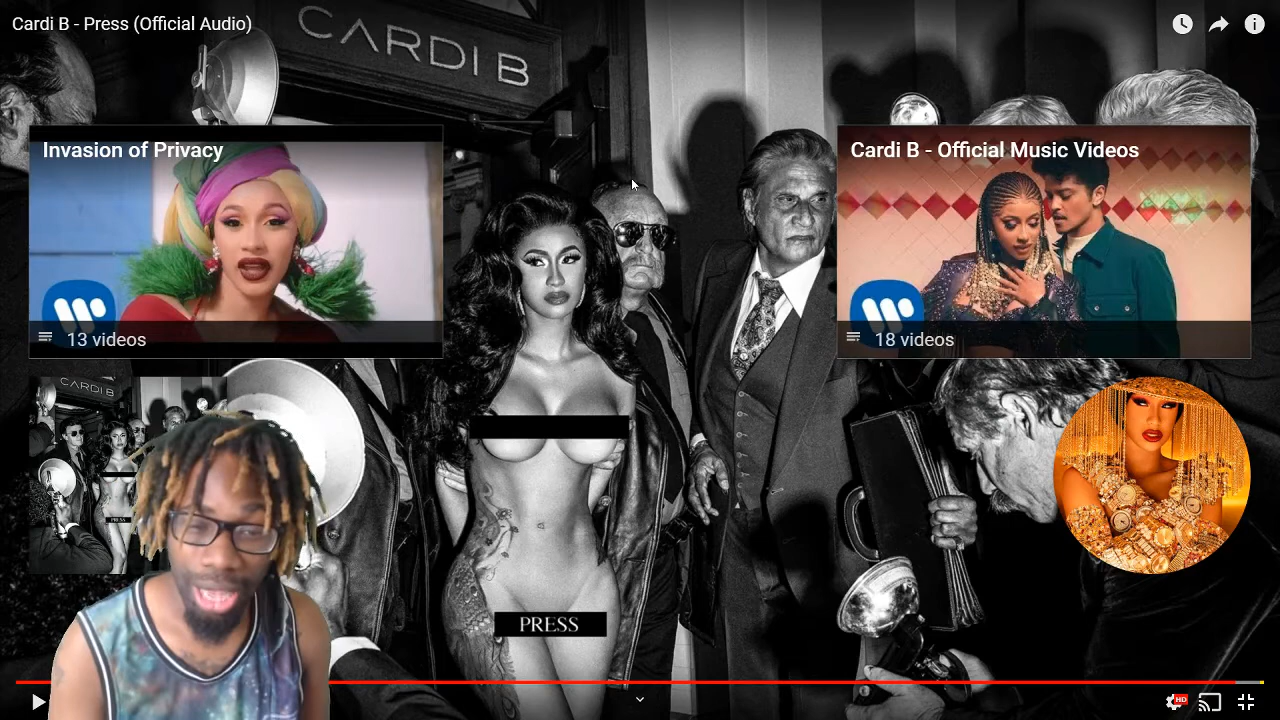 Cardi B - Press (Official Audio)
CARDI B
Invasion of Privacy
13 videos
Cardi B - Official Music Videos
18 videos
CARDI B
PRESS
PRESS
HD